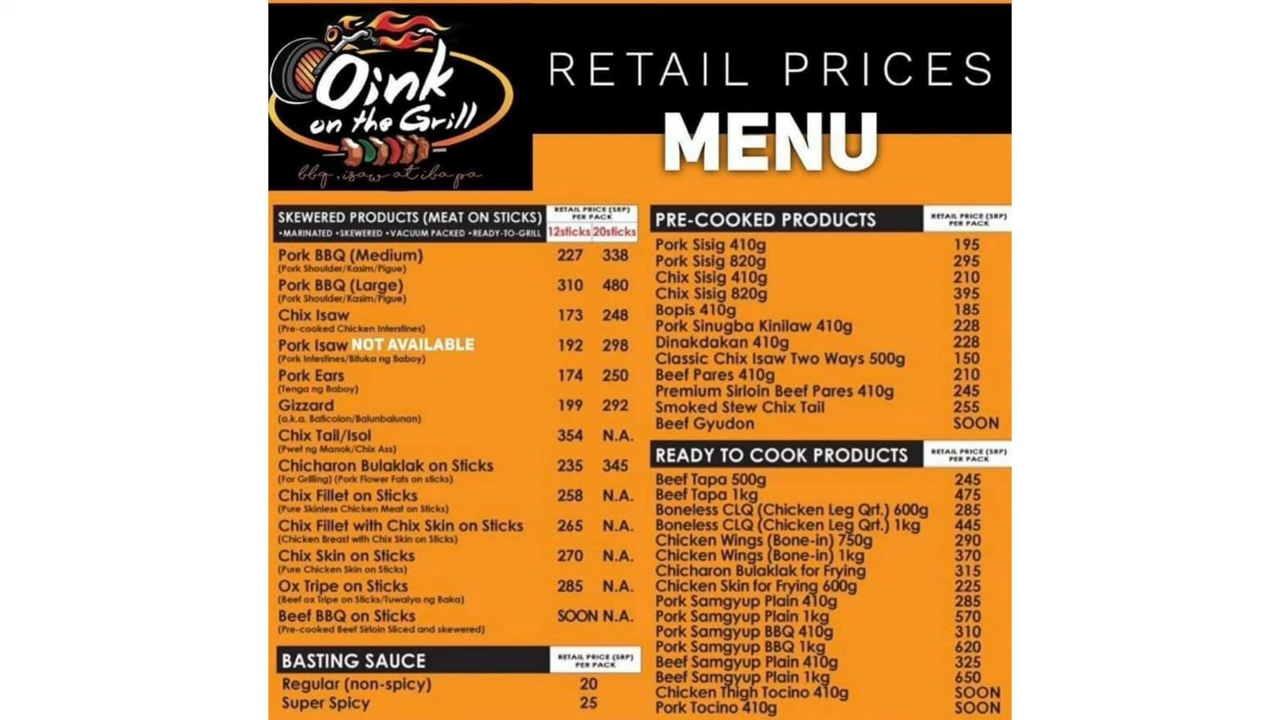 Oink
on the Grill
bbq, isaw at iba pa
RETAIL PRICES
MENU
SKEWERED PRODUCTS (MEAT ON STICKS)
•MARINATED •SKEWERED •VACUUM PACKED •READY-TO-GRILL
RETAIL PRICE (SRP)
PER PACK
12sticks 20sticks
Pork BBQ (Medium) 227 338
(Pork Shoulder/Kasim/Pigue)
Pork BBQ (Large) 310 480
(Pork Shoulder/Kasim/Pigue)
Chix Isaw 173 248
(Pre-cooked Chicken Interstines)
Pork Isaw NOT AVAILABLE 192 298
(Pork Intestines/Bituka ng Baboy)
Pork Ears 174 250
(Tenga ng Baboy)
Gizzard 199 292
(a.k.a. Baticolon/Balunbalunan)
Chix Tail/Isol 354 N.A.
(Pwet ng Manok/Chix Ass)
Chicharon Bulaklak on Sticks 235 345
(For Grilling) (Pork Flower Fats on sticks)
Chix Fillet on Sticks 258 N.A.
(Pure Skinless Chicken Meat on Sticks)
Chix Fillet with Chix Skin on Sticks 265 N.A.
(Chicken Breast with Chix Skin on Sticks)
Chix Skin on Sticks 270 N.A.
(Pure Chicken Skin on Sticks)
Ox Tripe on Sticks 285 N.A.
(Beef ox Tripe on Sticks/Tuwalya ng Baka)
Beef BBQ on Sticks SOON N.A.
(Pre-cooked Beef Sirloin Sliced and skewered)
BASTING SAUCE
RETAIL PRICE (SRP)
PER PACK
Regular (non-spicy) 20
Super Spicy 25
PRE-COOKED PRODUCTS
RETAIL PRICE (SRP)
PER PACK
Pork Sisig 410g 195
Pork Sisig 820g 295
Chix Sisig 410g 210
Chix Sisig 820g 395
Bopis 410g 185
Pork Sinugba Kinilaw 410g 228
Dinakdakan 410g 228
Classic Chix Isaw Two Ways 500g 150
Beef Pares 410g 210
Premium Sirloin Beef Pares 410g 245
Smoked Stew Chix Tail 255
Beef Gyudon SOON
READY TO COOK PRODUCTS
RETAIL PRICE (SRP)
PER PACK
Beef Tapa 500g 245
Beef Tapa 1kg 475
Boneless CLQ (Chicken Leg Qrt.) 600g 285
Boneless CLQ (Chicken Leg Qrt.) 1kg 445
Chicken Wings (Bone-in) 750g 290
Chicken Wings (Bone-in) 1kg 370
Chicharon Bulaklak for Frying 315
Chicken Skin for Frying 600g 225
Pork Samgyup Plain 410g 285
Pork Samgyup Plain 1kg 570
Pork Samgyup BBQ 410g 310
Pork Samgyup BBQ 1kg 620
Beef Samgyup Plain 410g 325
Beef Samgyup Plain 1kg 650
Chicken Thigh Tocino 410g SOON
Pork Tocino 410g SOON